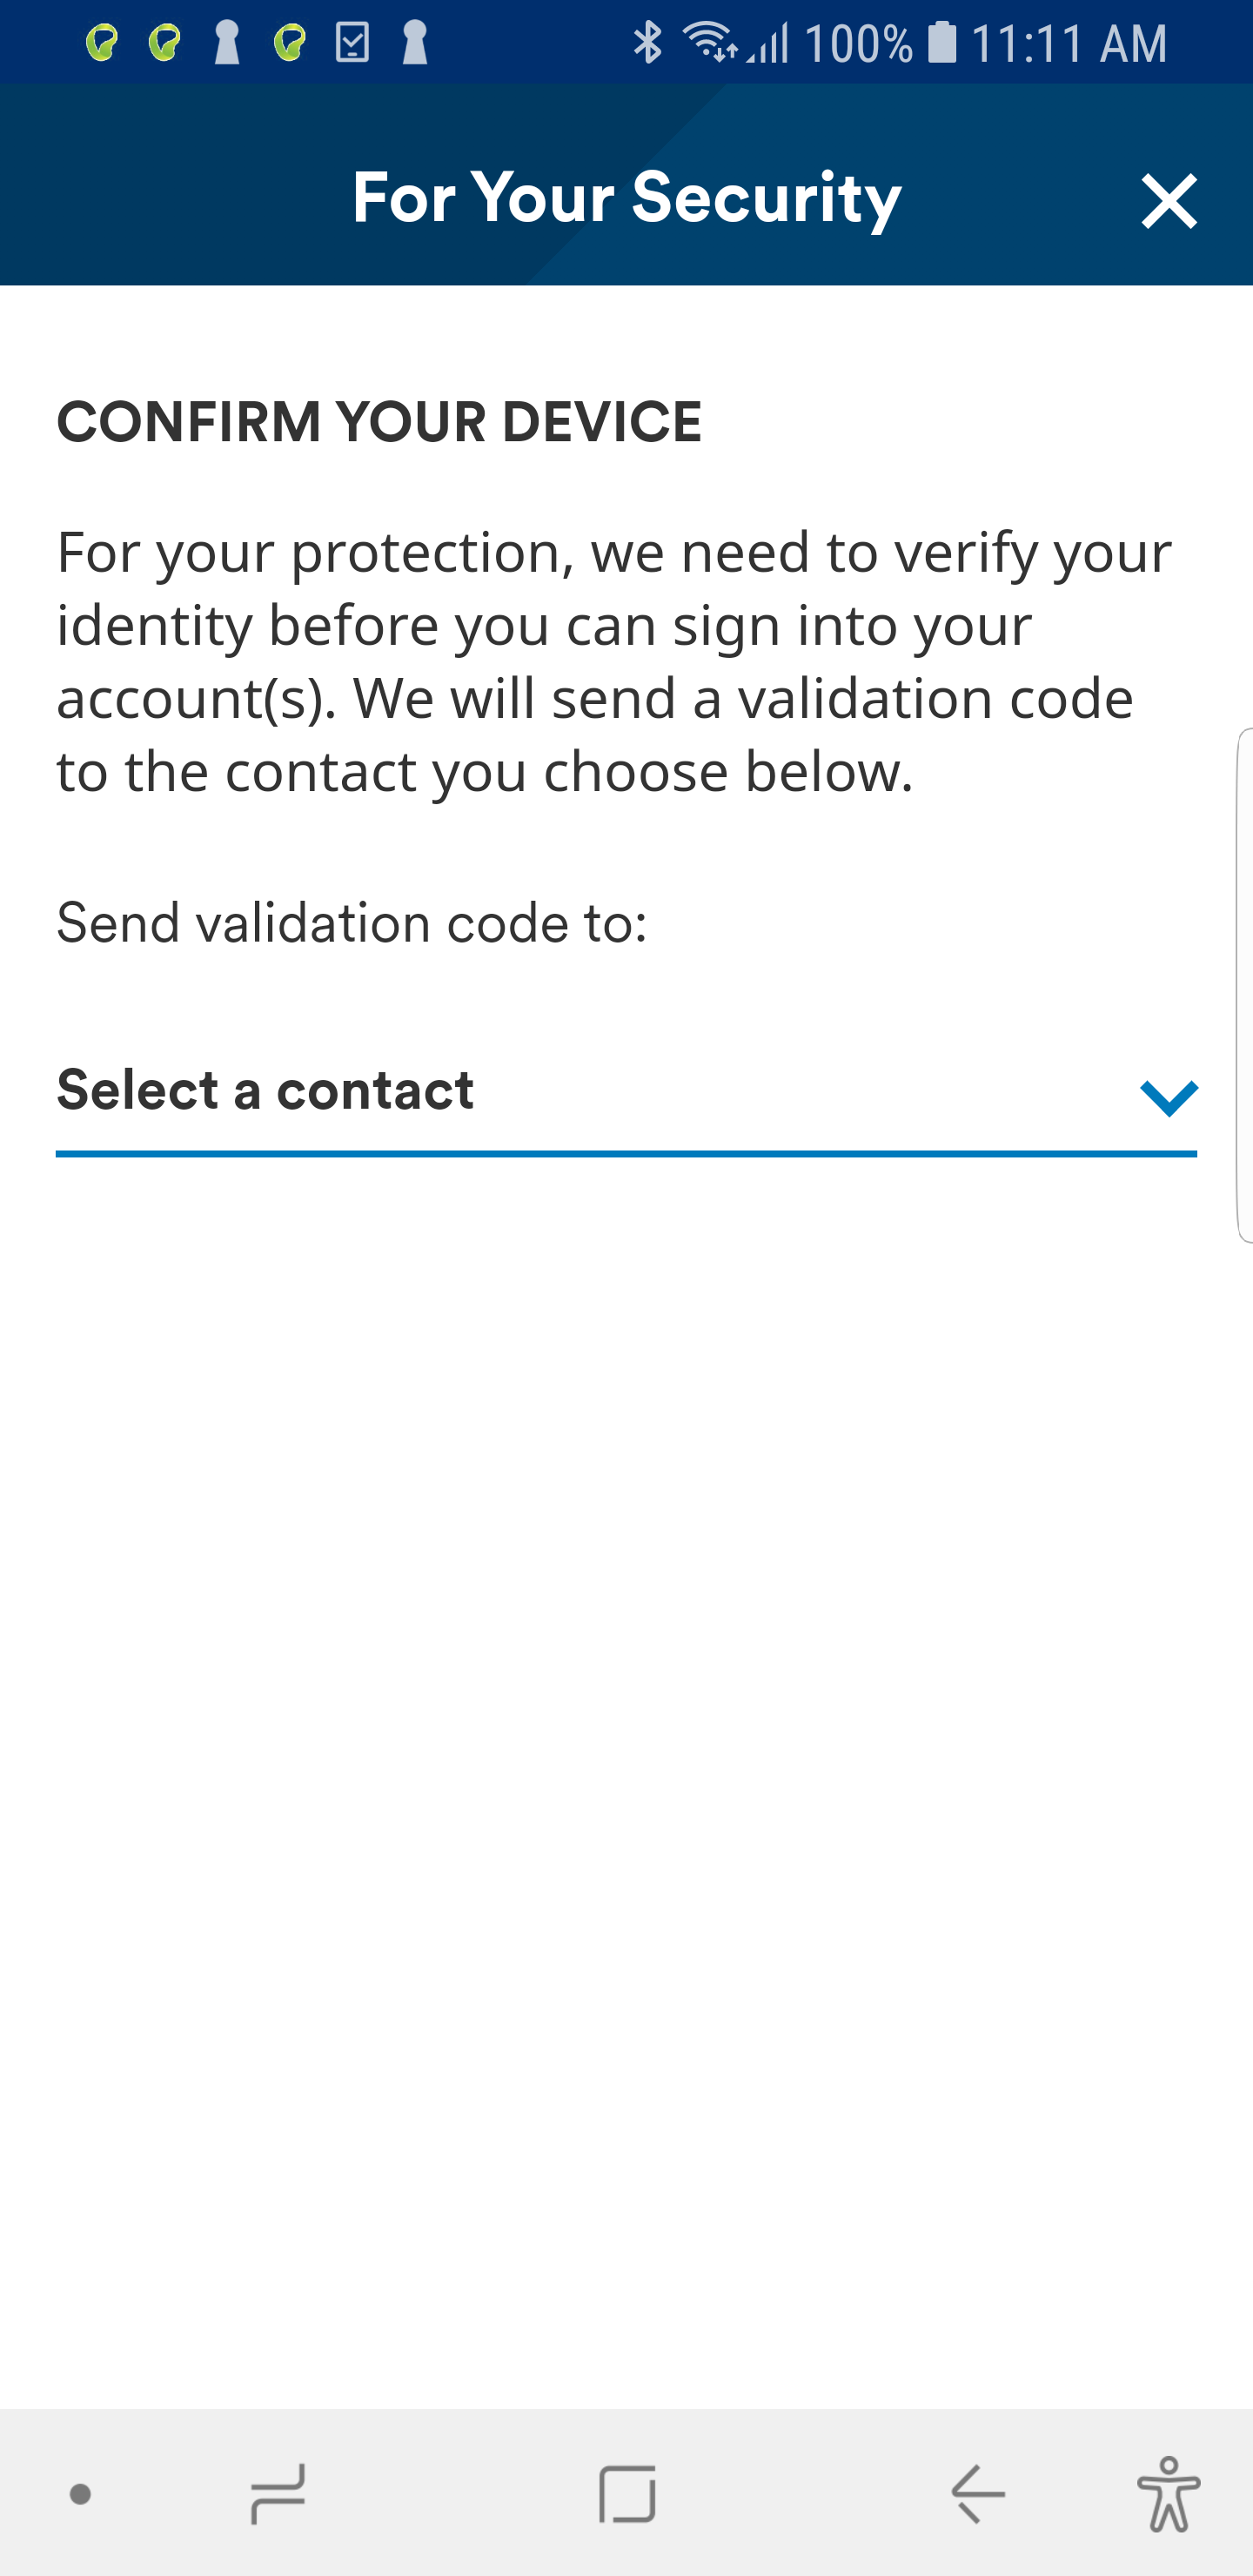 100% 11:11 AM
For Your Security
CONFIRM YOUR DEVICE
For your protection, we need to verify your
identity before you can sign into your
account(s). We will send a validation code
to the contact you choose below.
Send validation code to:
Select a contact